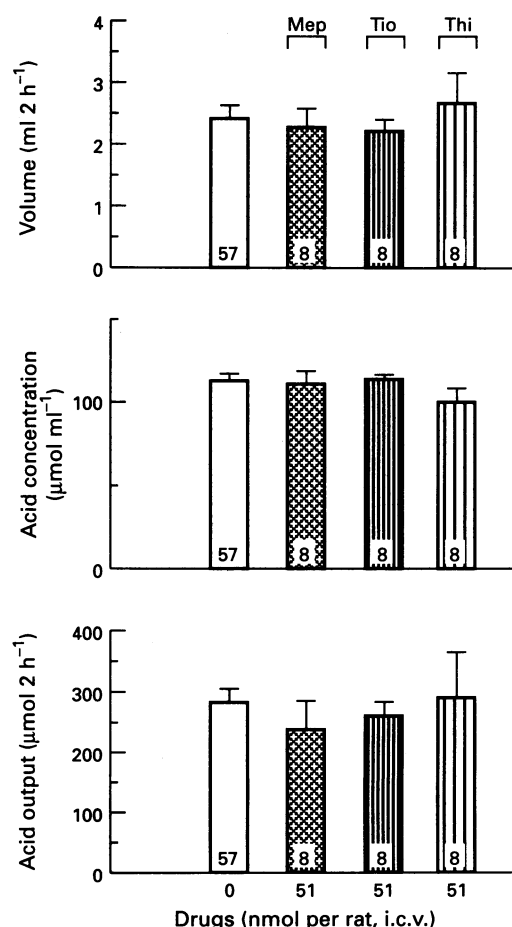 Mep Tio Thi
4
3
2
1
0
Volume (ml 2 h⁻¹)
57 8 8 8
100
0
Acid concentration
(µmol ml⁻¹)
57 8 8 8
400
300
200
100
0
Acid output (µmol 2 h⁻¹)
57 8 8 8
0 51 51 51
Drugs (nmol per rat, i.c.v.)